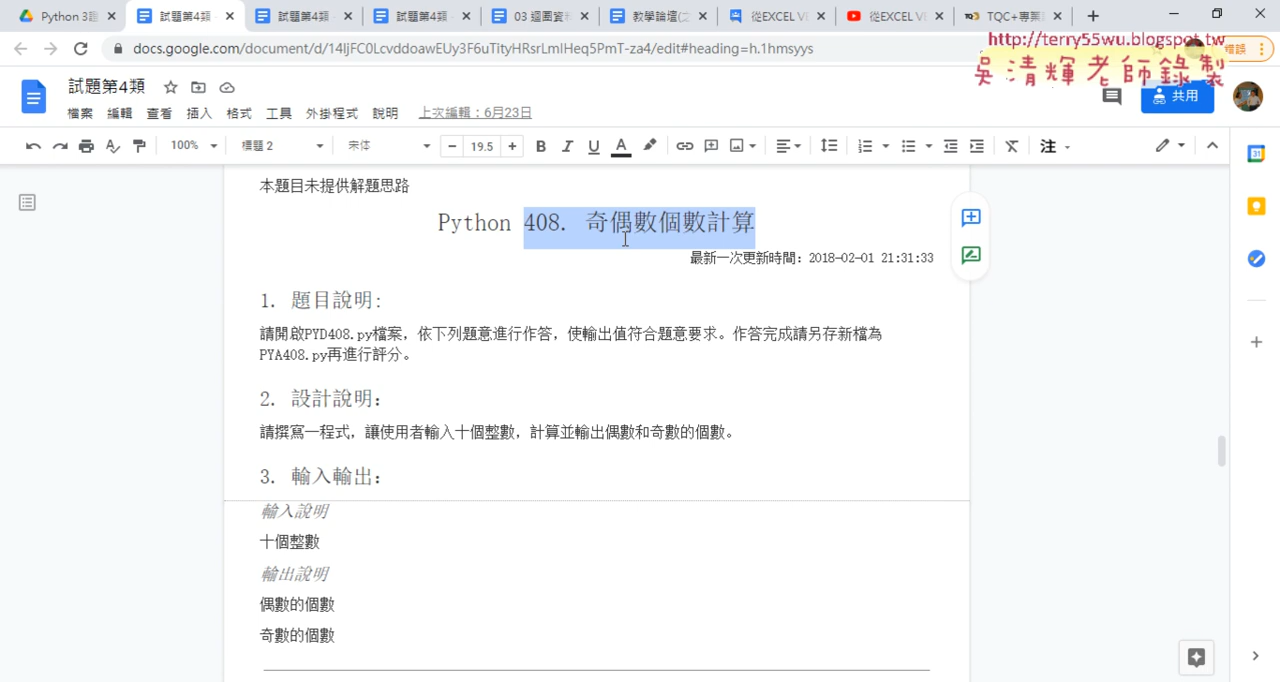 Python 3題
試題第4類
試題第4類
試題第4類
03 迴圈資
教學論壇(之
從EXCEL VI
從EXCEL VI
TQC+專業
docs.google.com/document/d/14IjFC0LcvddoawEUy3F6uTityHRsrLmIHeq5PmT-za4/edit#heading=h.1hmsyys
http://terry55wu.blogspot.tw
吳清輝老師錄製
試題第4類
檔案 編輯 查看 插入 格式 工具 外掛程式 說明 上次編輯：6月23日
共用
100% 標題 2 宋体 19.5 B I U A 注
本題目未提供解題思路
Python 408. 奇偶數個數計算
最新一次更新時間: 2018-02-01 21:31:33
1. 題目說明:
請開啟PYD408.py檔案, 依下列題意進行作答, 使輸出值符合題意要求。作答完成請另存新檔為
PYA408.py再進行評分。
2. 設計說明:
請撰寫一程式, 讓使用者輸入十個整數, 計算並輸出偶數和奇數的個數。
3. 輸入輸出:
輸入說明
十個整數
輸出說明
偶數的個數
奇數的個數